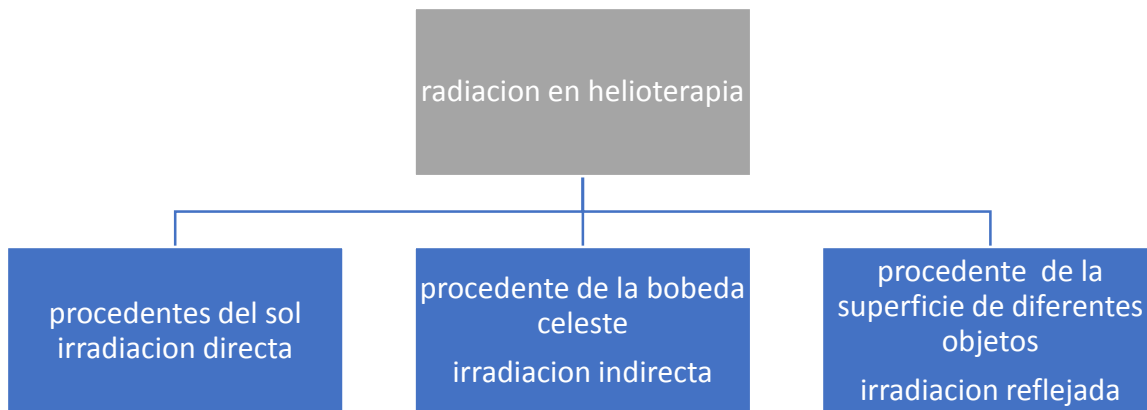 radiacion en helioterapia
procedentes del sol
irradiacion directa
procedente de la bobeda
celeste
irradiacion indirecta
procedente de la
superficie de diferentes
objetos
irradiacion reflejada